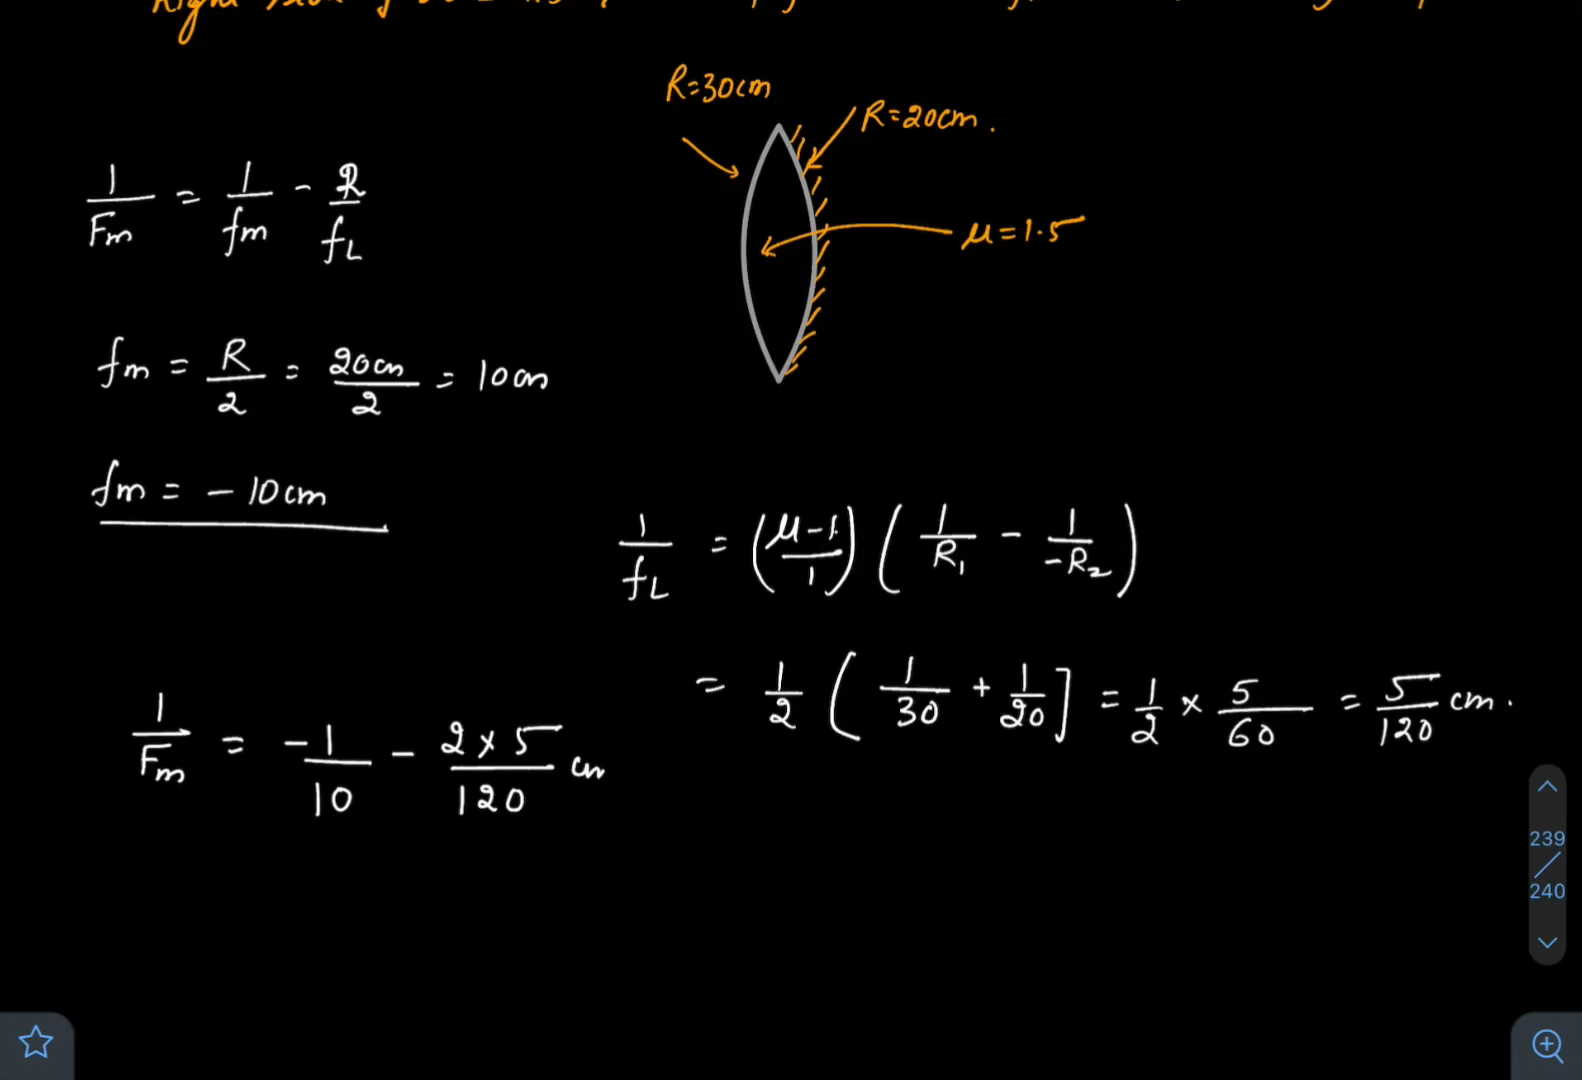 R=30cm
R=20cm.
1/Fm = 1/fm - 2/fL
μ=1.5
fm = R/2 = 20cm/2 = 10cm
fm = - 10cm
1/fL = (μ-1/1) (1/R1 - 1/-R2)
= 1/2 ( 1/30 + 1/20 ] = 1/2 × 5/60 = 5/120 cm.
1/Fm = -1/10 - 2×5/120 cm
239
240